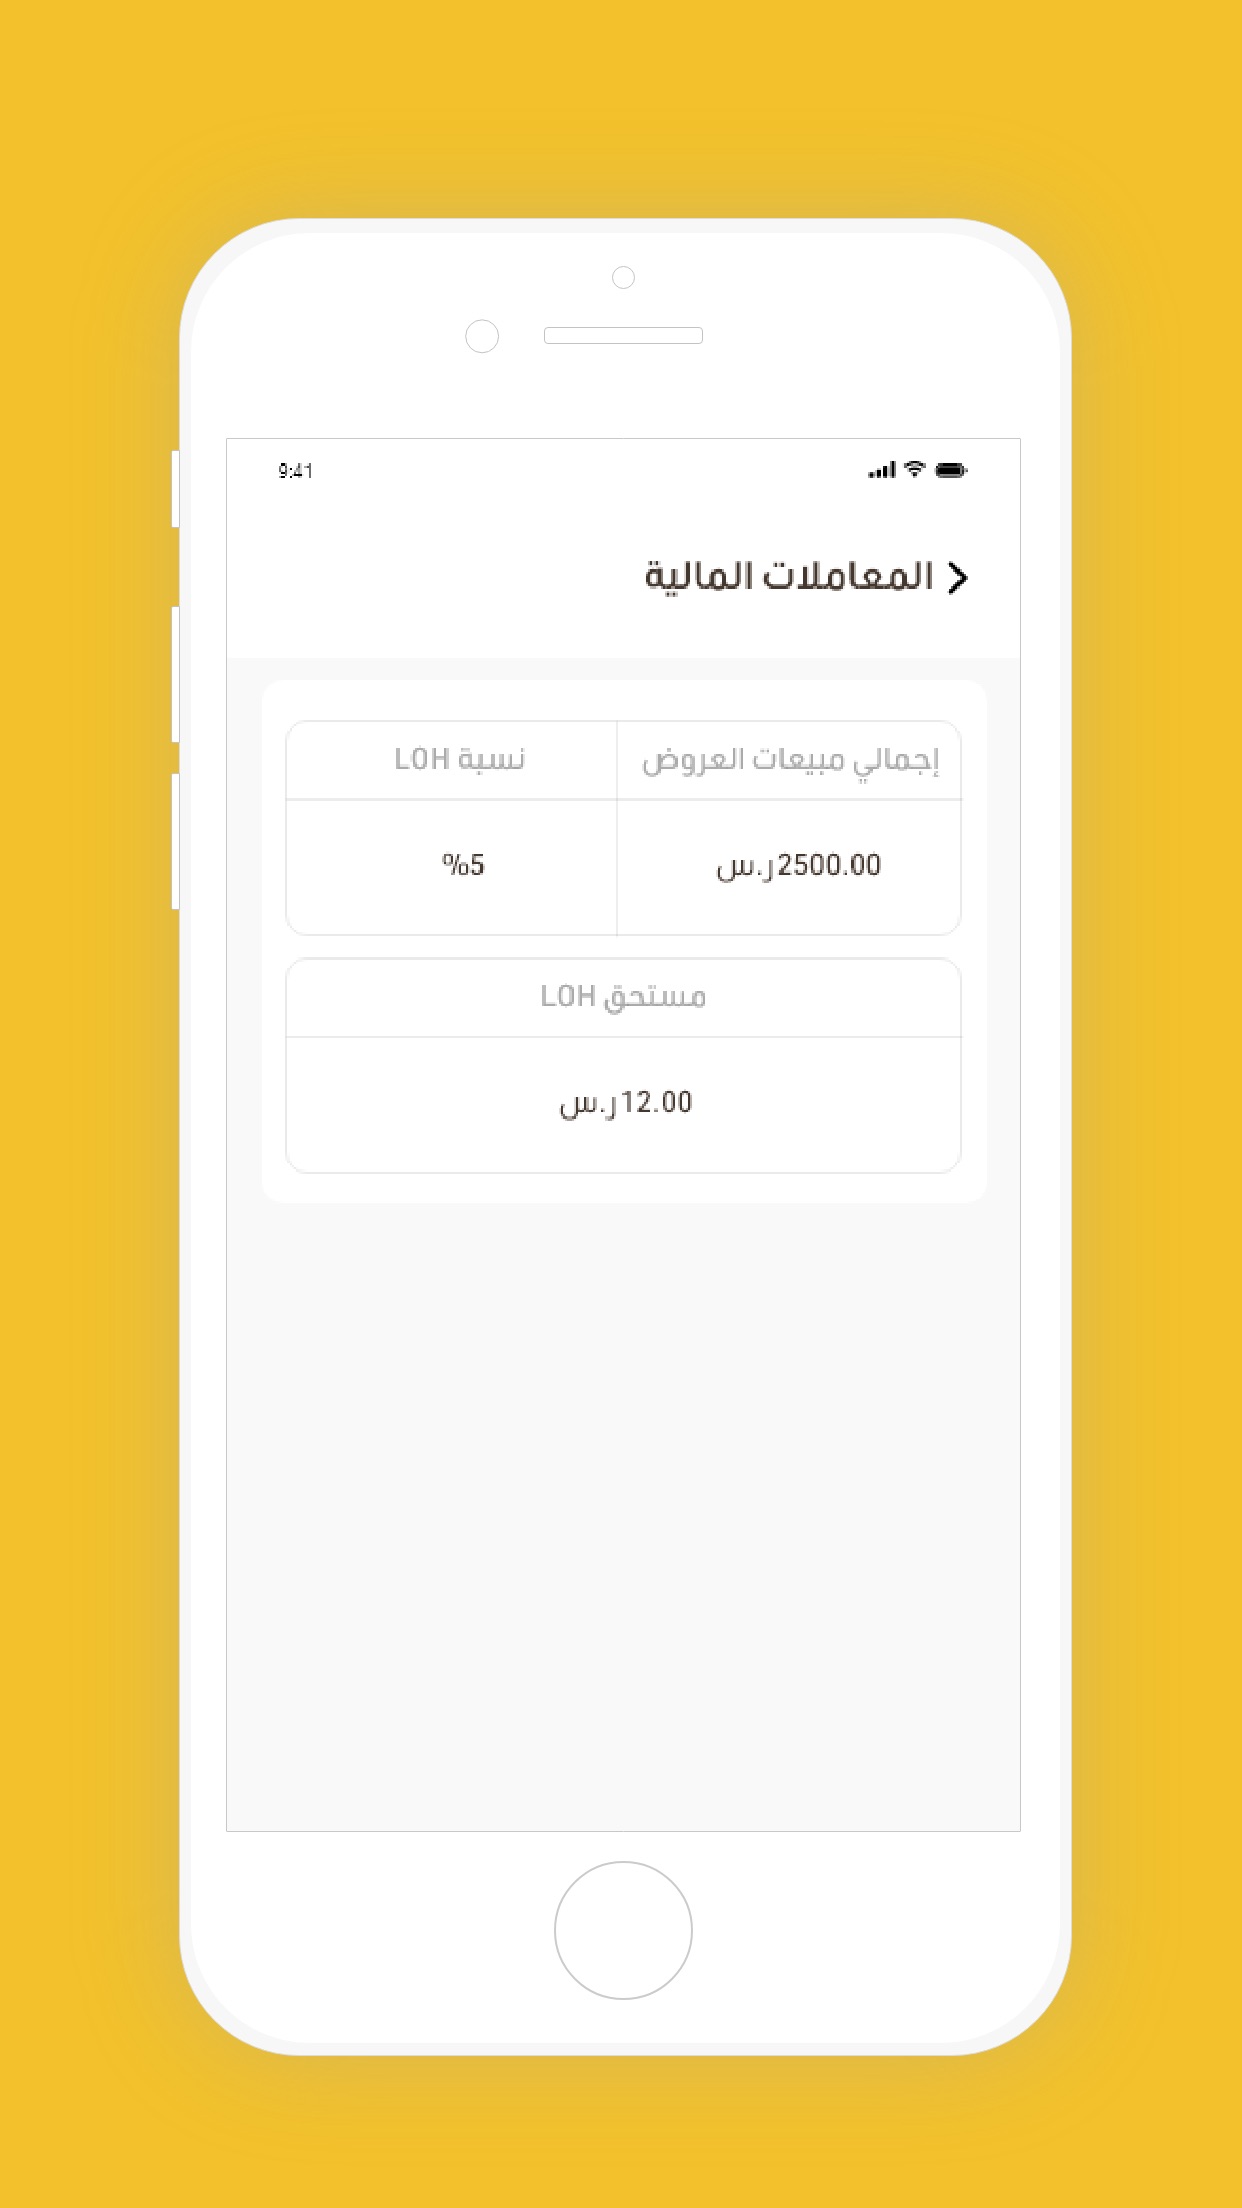 9:41
المعاملات المالية
إجمالي مبيعات العروض
نسبة LOH
2500.00ر.س
%5
مستحق LOH
12.00ر.س